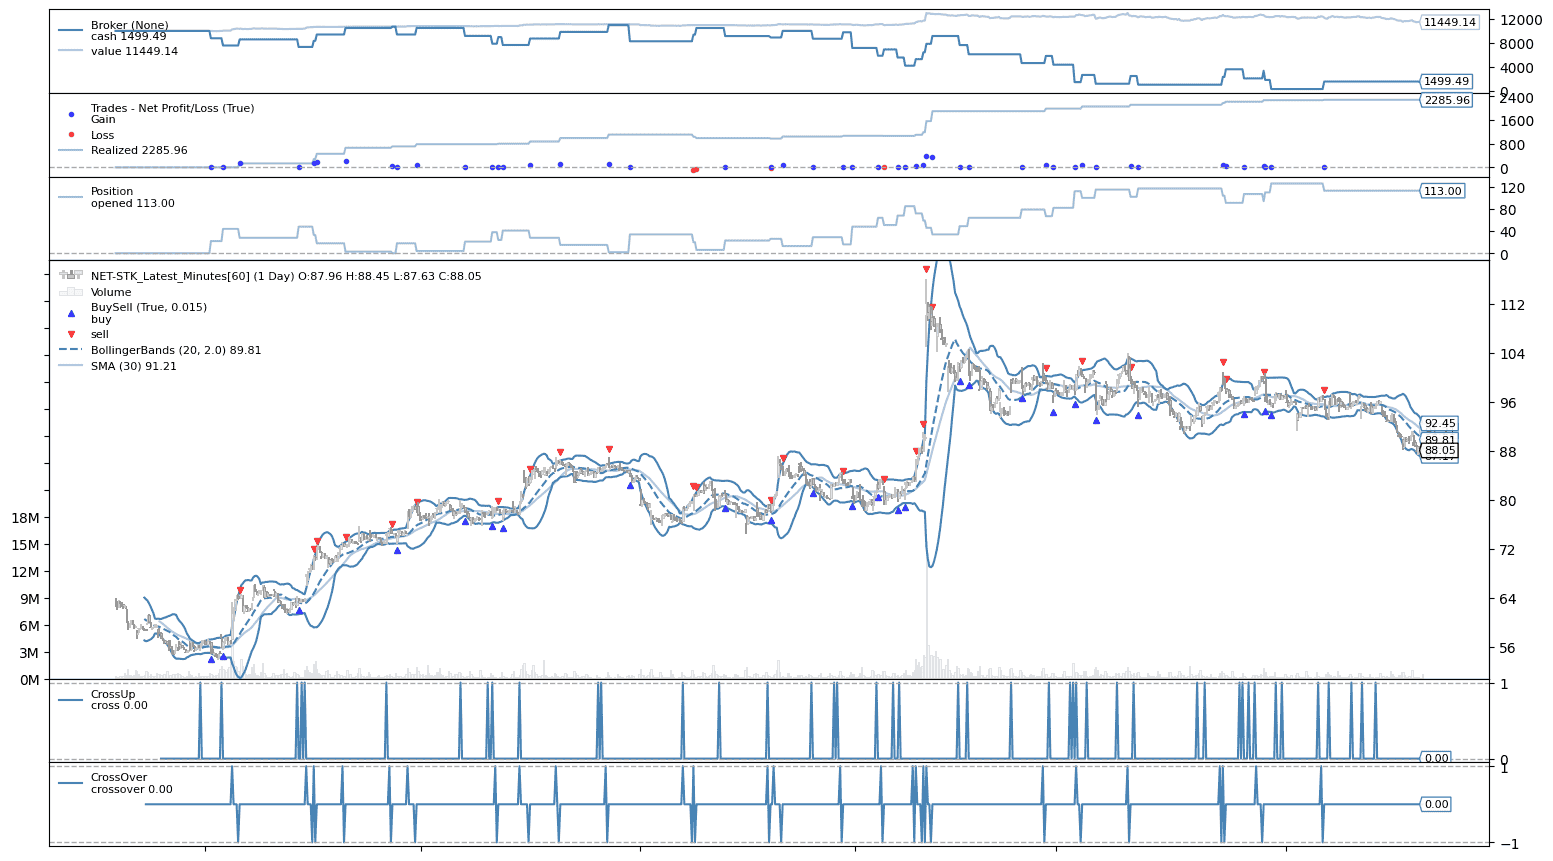 Broker (None)
cash 1499.49
value 11449.14
11449.14
1499.49
12000
8000
4000
0
Trades - Net Profit/Loss (True)
Gain
Loss
Realized 2285.96
2285.96
2400
1600
800
0
Position
opened 113.00
113.00
120
80
40
0
NET-STK_Latest_Minutes[60] (1 Day) O:87.96 H:88.45 L:87.63 C:88.05
Volume
BuySell (True, 0.015)
buy
sell
BollingerBands (20, 2.0) 89.81
SMA (30) 91.21
18M
15M
12M
9M
6M
3M
0M
112
104
96
88
80
72
64
56
92.45
89.81
88.05
CrossUp
cross 0.00
0.00
1
0
CrossOver
crossover 0.00
0.00
1
−1